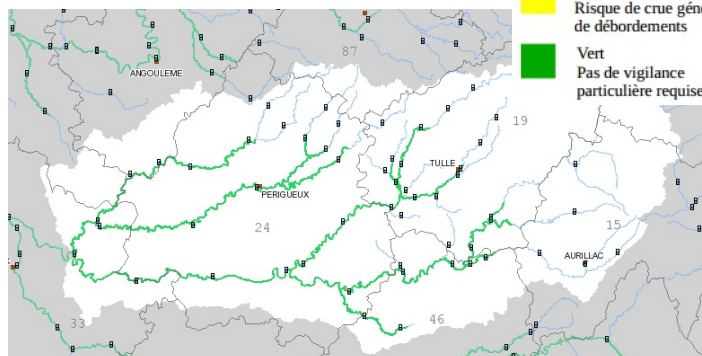 Risque de crue géné
de débordements
Vert
Pas de vigilance
particulière requise
87
ANGOULEME
19
TULLE
PERIGUEUX
24
15
AURILLAC
33
46